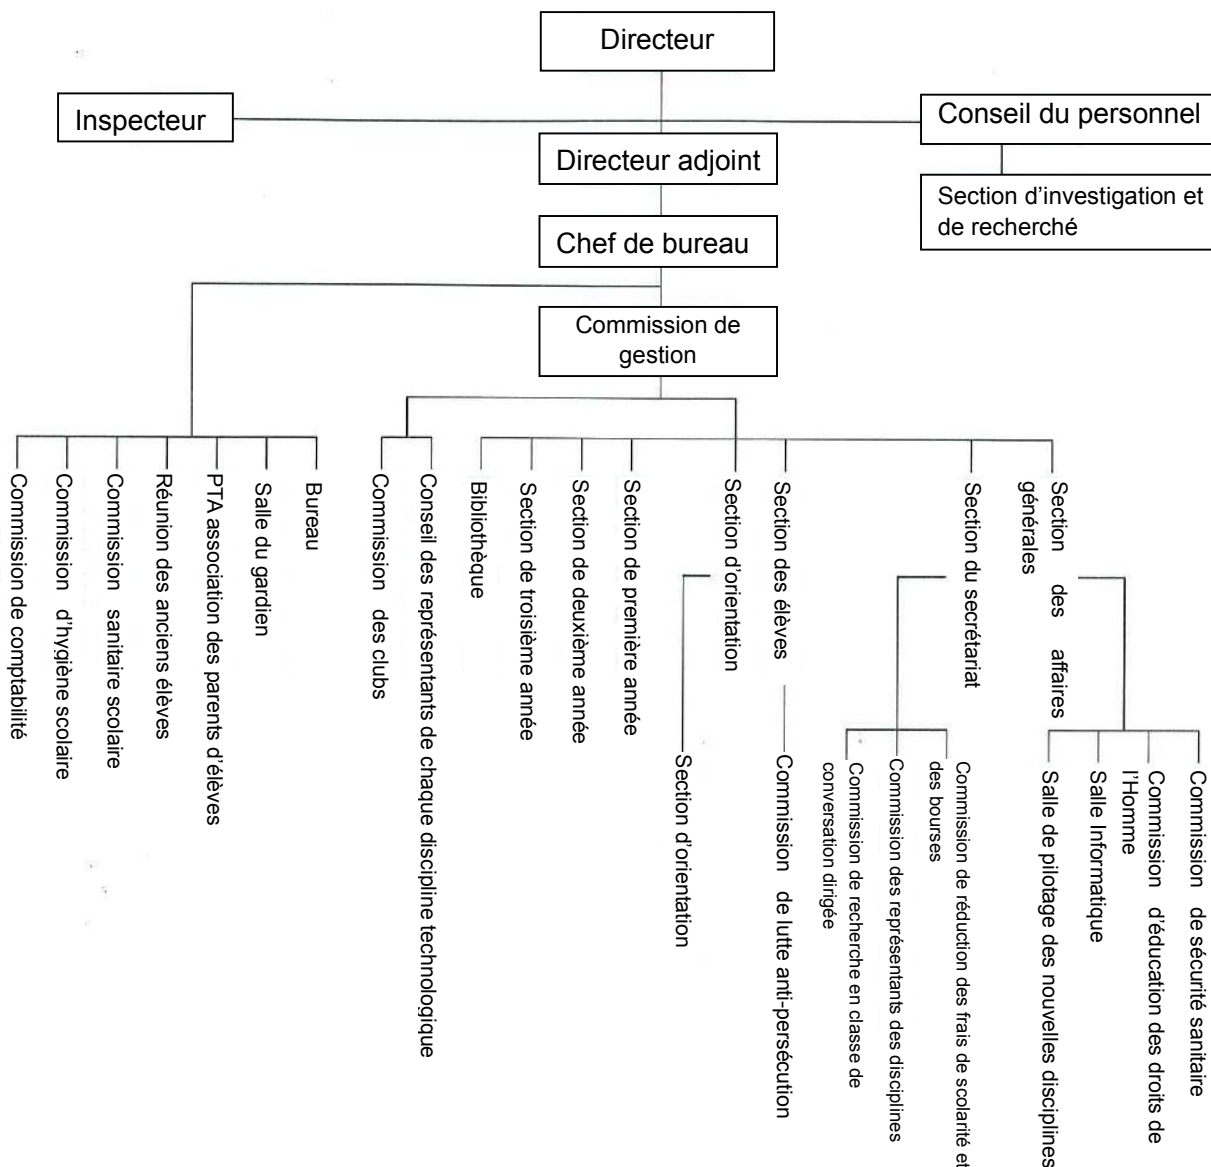 Directeur
Inspecteur
Conseil du personnel
Directeur adjoint
Section d'investigation et
de recherché
Chef de bureau
Commission de
gestion
Commission de comptabilité
Commission d'hygiène scolaire
Commission sanitaire scolaire
Réunion des anciens élèves
PTA association des parents d'élèves
Salle du gardien
Bureau
Commission des clubs
Conseil des représentants de chaque discipline technologique
Bibliothèque
Section de troisième année
Section de deuxième année
Section de première année
Section d'orientation
Section des élèves
Section du secrétariat
Section des affaires
générales
Section d'orientation
Commission de lutte anti-persécution
Commission de recherche en classe de
conversation dirigée
Commission des représentants des disciplines
Commission de réduction des frais de scolarité et
des bourses
Salle de pilotage des nouvelles disciplines
Salle Informatique
Commission d'éducation des droits de
l'Homme
Commission de sécurité sanitaire